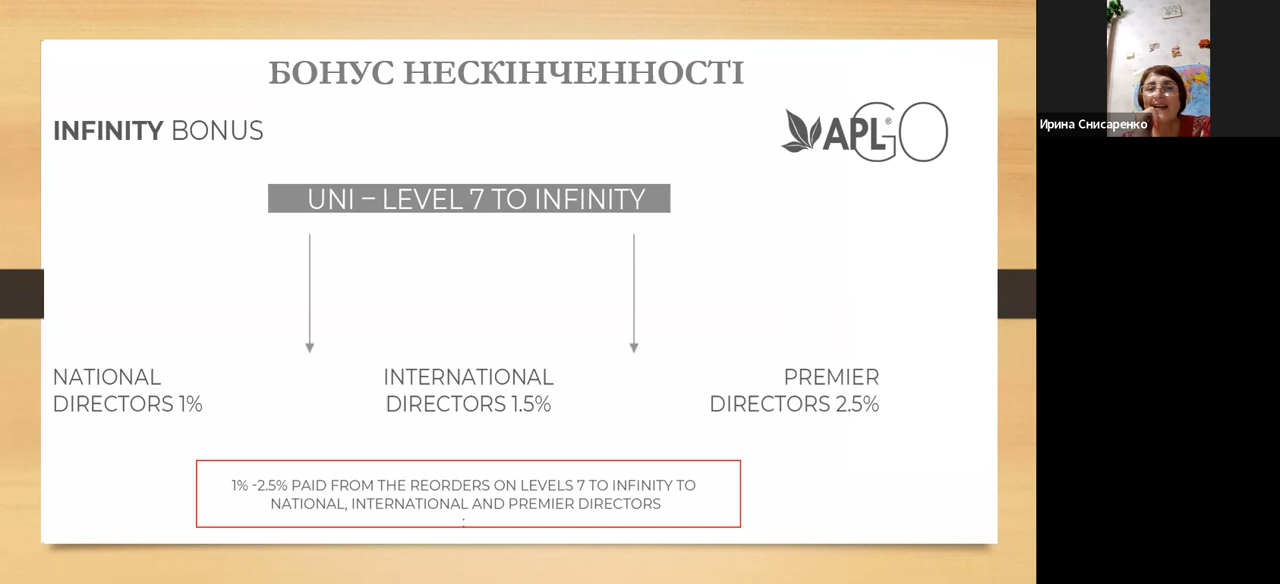 БОНУС НЕСКІНЧЕННОСТІ
INFINITY BONUS
APL® GO
UNI – LEVEL 7 TO INFINITY
NATIONAL
DIRECTORS 1%
INTERNATIONAL
DIRECTORS 1.5%
PREMIER
DIRECTORS 2.5%
1% -2.5% PAID FROM THE REORDERS ON LEVELS 7 TO INFINITY TO
NATIONAL, INTERNATIONAL AND PREMIER DIRECTORS
:
Ирина Снисаренко